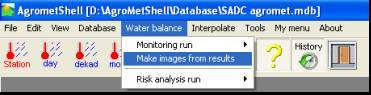 AgrometShell [D:\AgroMetShell\Database\SADC agromet.mdb]
File Edit View Database Water balance Interpolate Tools My menu About
Monitoring run
Make images from results
Risk analysis run
Station day dekad mo
History